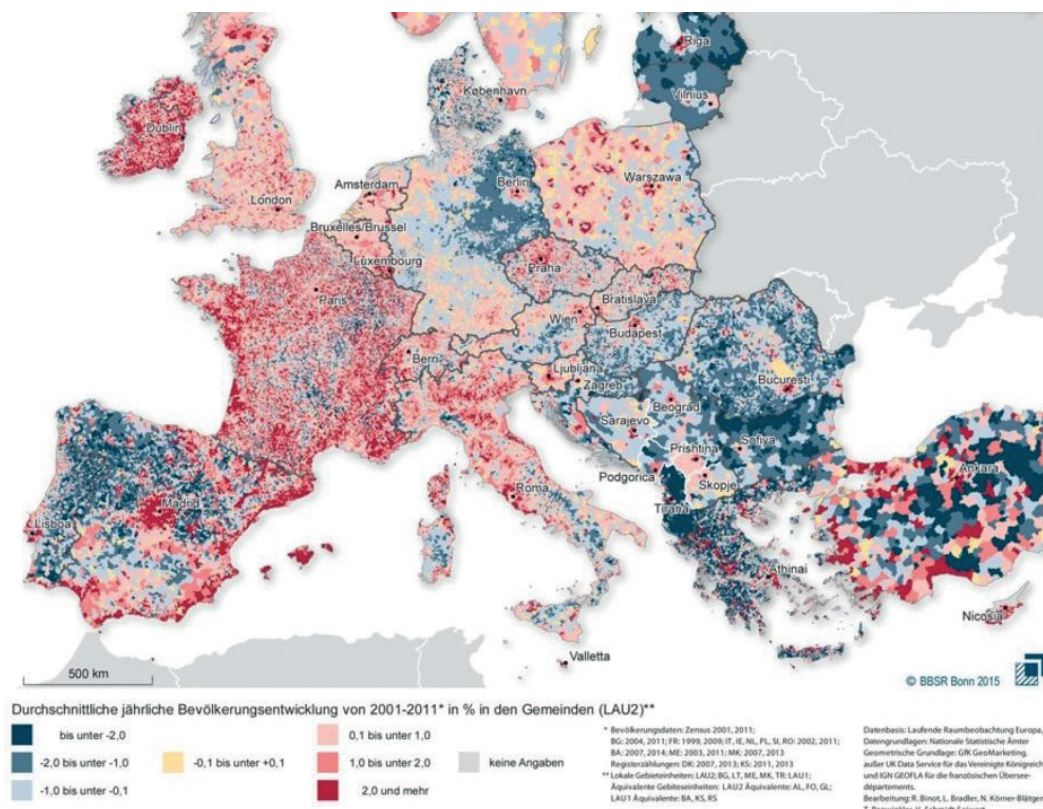 Riga
Vilnius
København
Dublin
Berlin
Warszawa
Amsterdam
London
Bruxelles/Brussel
Luxembourg
Praha
Paris
Bratislava
Wien
Budapest
Bern
Ljubljana
Zagreb
Bucuresti
Beograd
Sarajevo
Prishtina
Sofiya
Podgorica
Skopje
Ankara
Roma
Tirana
Madrid
Lisboa
Athinai
Nicosia
Valletta
500 km
© BBSR Bonn 2015
Durchschnittliche jährliche Bevölkerungsentwicklung von 2001-2011* in % in den Gemeinden (LAU2)**
bis unter -2,0
-2,0 bis unter -1,0
-1,0 bis unter -0,1
-0,1 bis unter +0,1
0,1 bis unter 1,0
1,0 bis unter 2,0
2,0 und mehr
keine Angaben
* Bevölkerungsdaten: Zensus 2001, 2011;
BG: 2004, 2011; FR: 1999, 2009; IT, IE, NL, PL, SI, RO: 2002, 2011;
BA: 2007, 2014; ME: 2003, 2011; MK: 2007, 2013
Registerzahlungen: DK: 2007, 2013; KS: 2011, 2013
** Lokale Gebietseinheiten: LAU2; BG, LT, ME, MK, TR: LAU1;
Äquivalente Gebietseinheiten: LAU2 Äquivalente: AL, FO, GL;
LAU1 Äquivalente: BA, KS, RS
Datenbasis: Laufende Raumbeobachtung Europa,
Datengrundlagen: Nationale Statistische Ämter
Geometrische Grundlage: GfK GeoMarketing,
außer UK Data Service für das Vereinigte Königreich
und IGN GEOFLA für die französischen Übersee-
départements.
Bearbeitung: R. Binot, L. Bradler, N. Körner-Blätgen